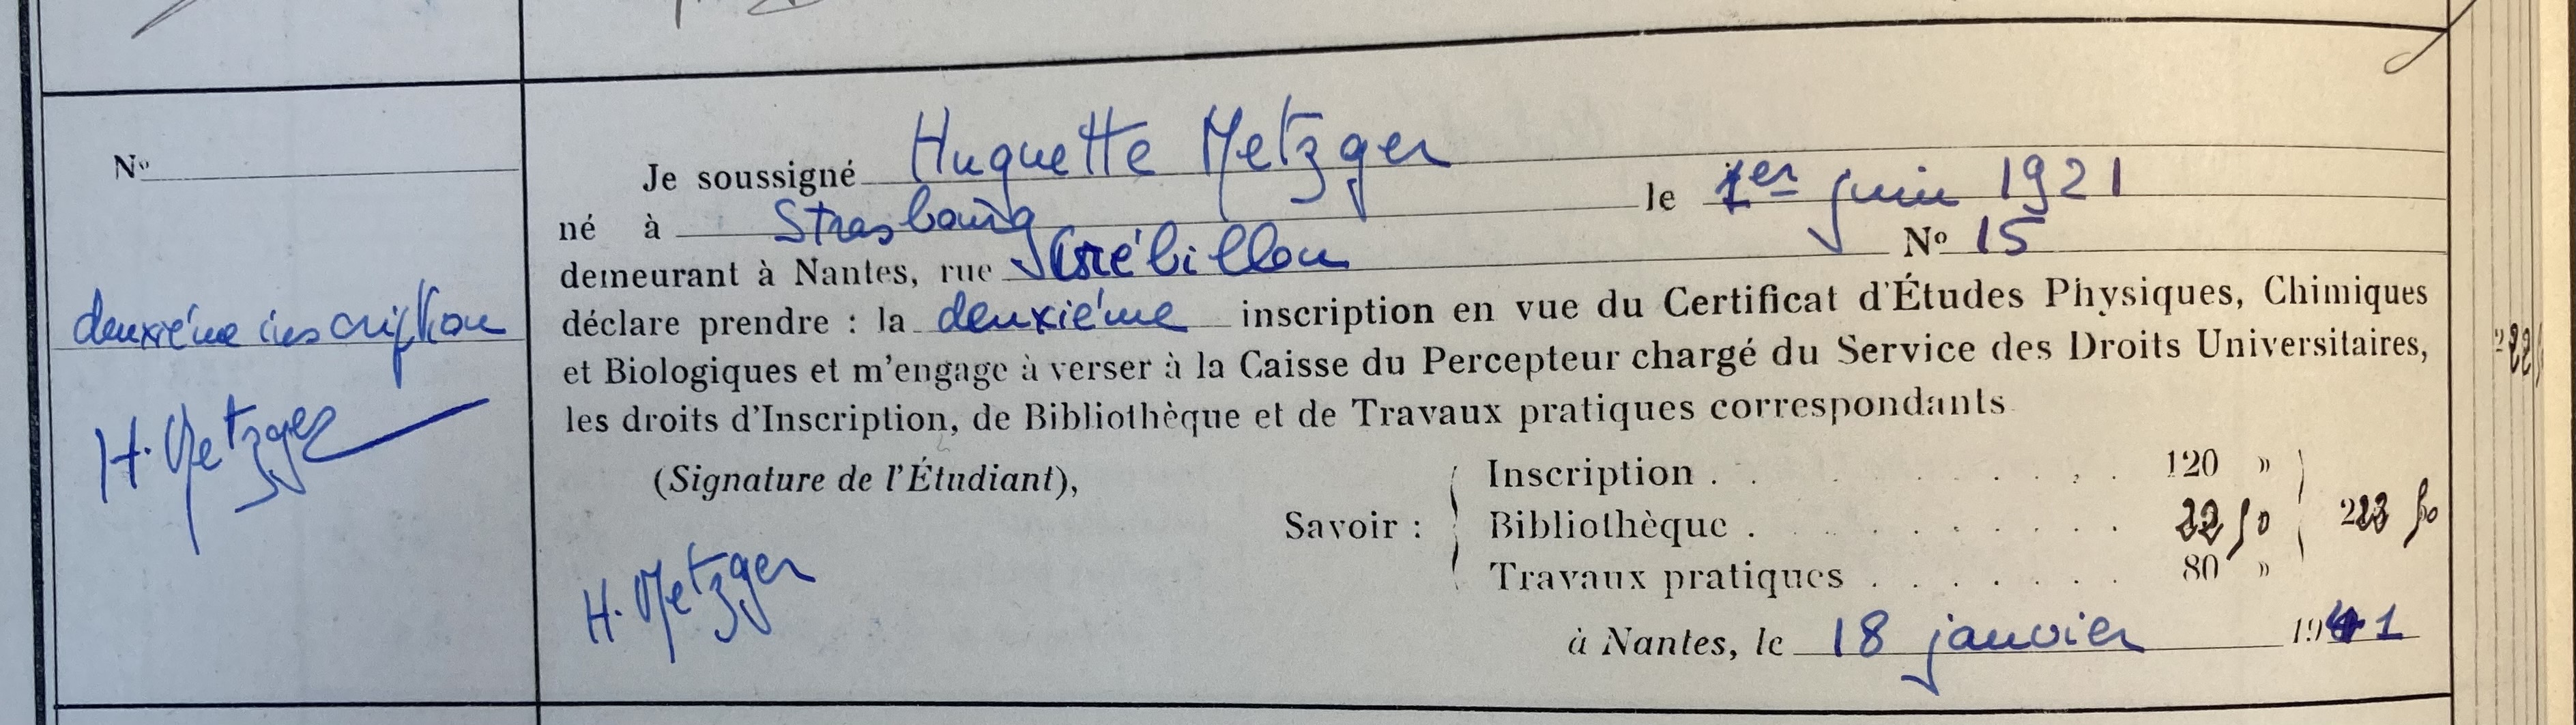 Nº
deuxième inscription
H. Metzger
Je soussigné Huguette Metzger
né à Strasbourg le 1er juin 1921
demeurant à Nantes, rue Crébillon Nº 15
déclare prendre : la deuxième inscription en vue du Certificat d'Études Physiques, Chimiques
et Biologiques et m'engage à verser à la Caisse du Percepteur chargé du Service des Droits Universitaires,
les droits d'Inscription, de Bibliothèque et de Travaux pratiques correspondants
(Signature de l'Étudiant),
H. Metzger
Savoir :
Inscription . . . . . . . 120 »
Bibliothèque . . . . . . . 50
Travaux pratiques . . . . . . . 80 »
50
à Nantes, le 18 janvier 1941